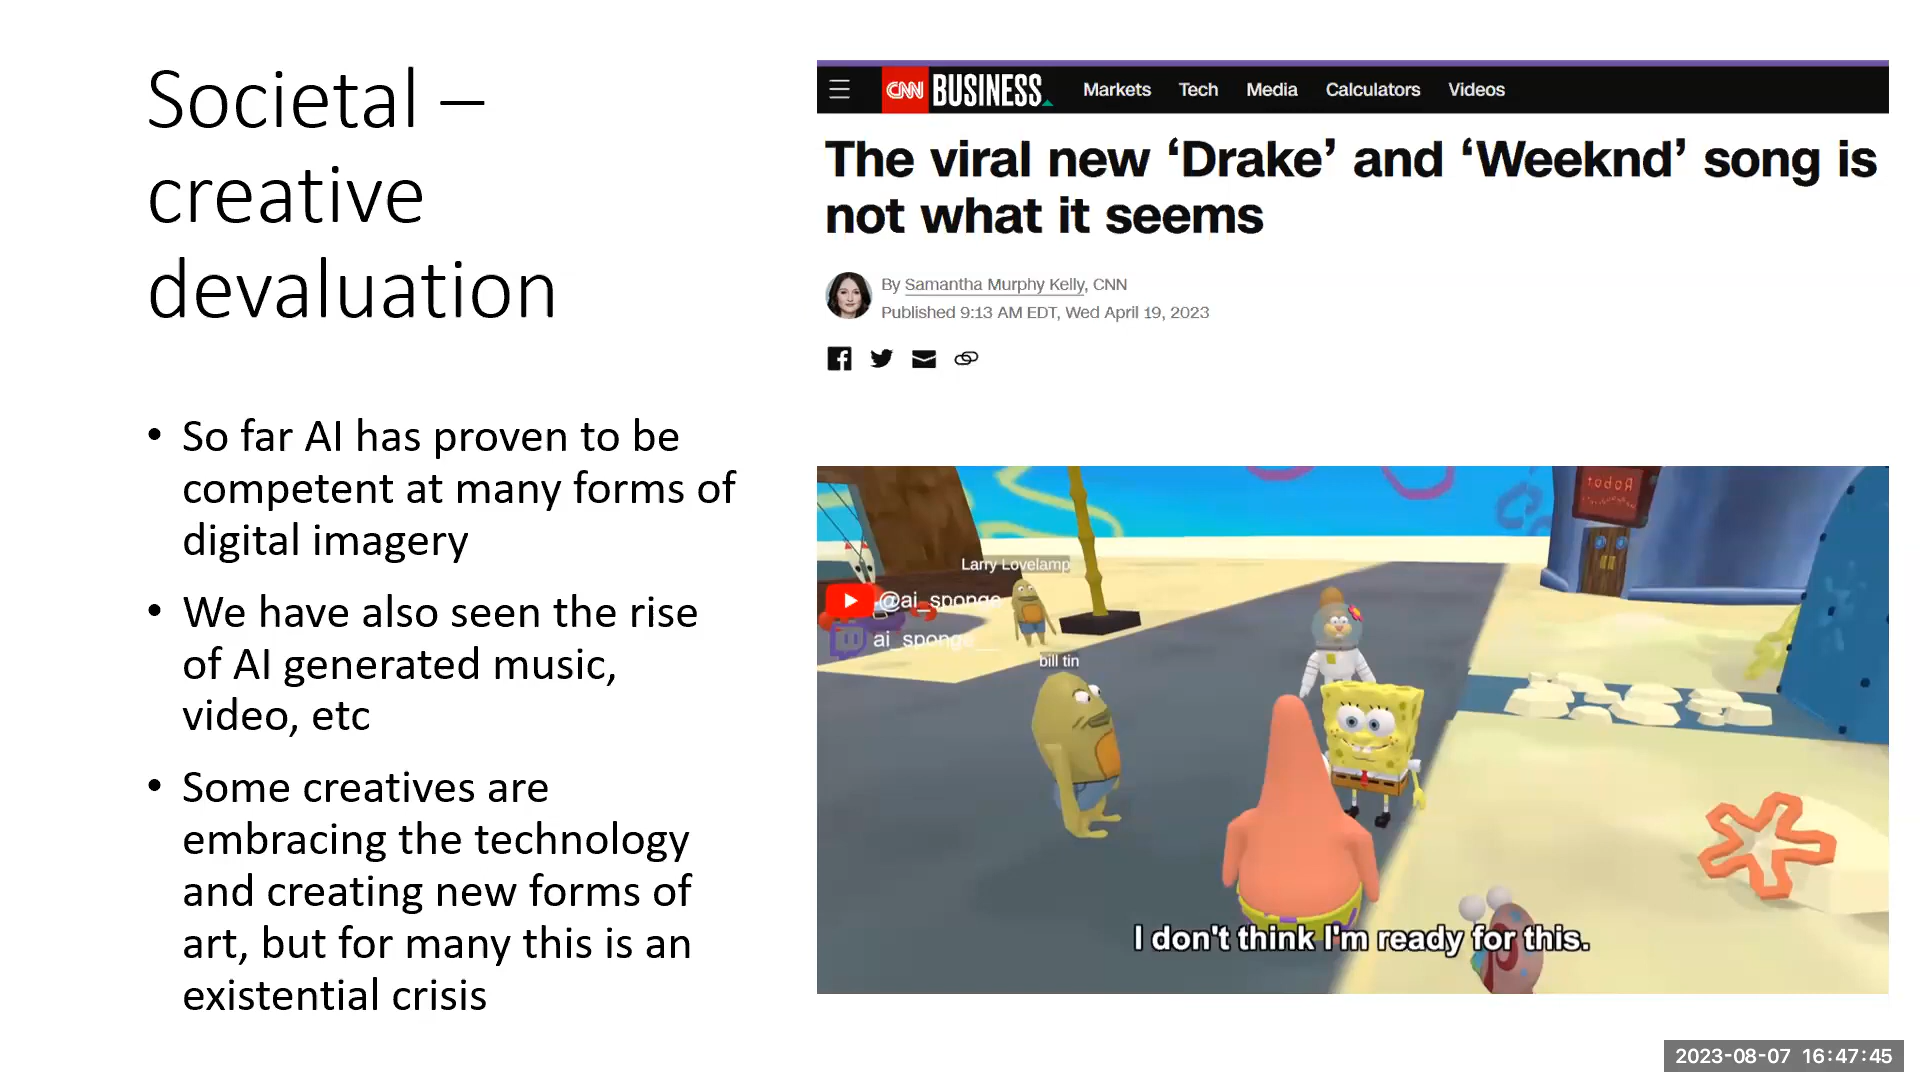 Societal –
creative
devaluation
• So far AI has proven to be
competent at many forms of
digital imagery
• We have also seen the rise
of AI generated music,
video, etc
• Some creatives are
embracing the technology
and creating new forms of
art, but for many this is an
existential crisis
CNN BUSINESS Markets Tech Media Calculators Videos
The viral new ‘Drake’ and ‘Weeknd’ song is
not what it seems
By Samantha Murphy Kelly, CNN
Published 9:13 AM EDT, Wed April 19, 2023
Larry Lovelamp
@ai_sponge
ai_sponge__
bill tin
I don't think I'm ready for this.
2023-08-07 16:47:45